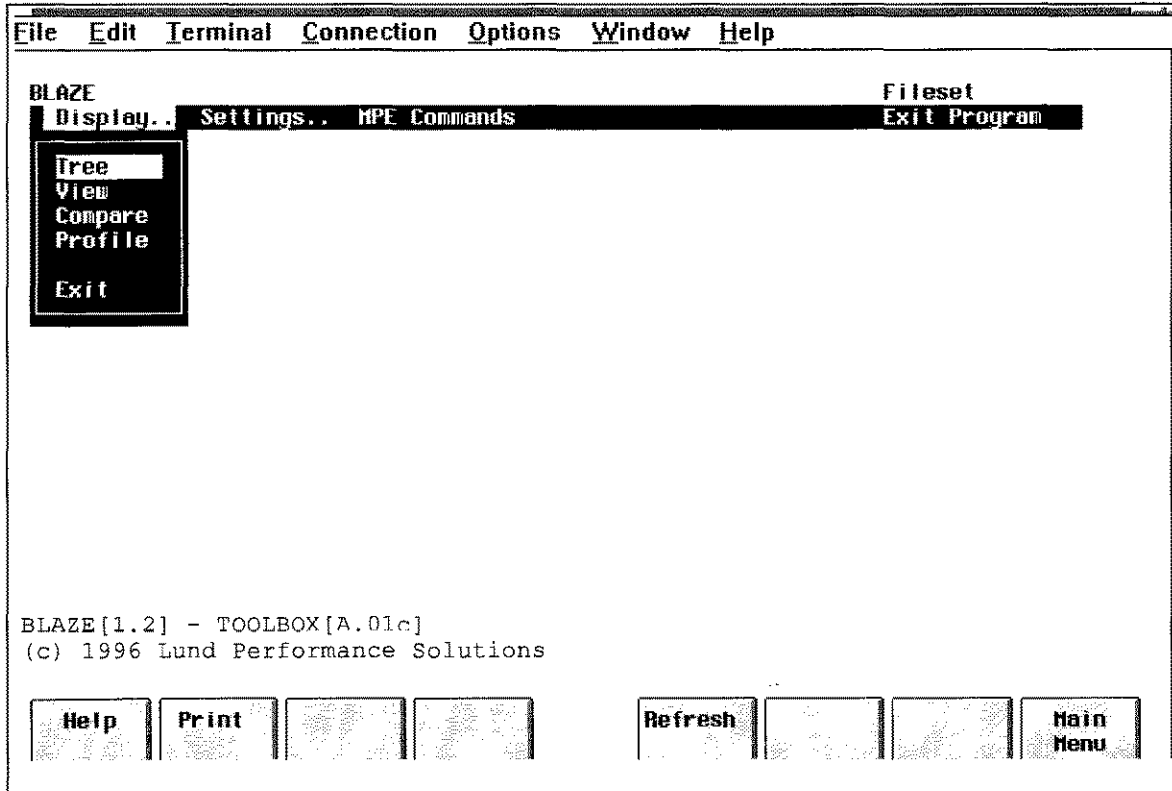 File Edit Terminal Connection Options Window Help
BLAZE Fileset
Display.. Settings.. MPE Commands Exit Program
Tree
View
Compare
Profile
Exit
BLAZE[1.2] - TOOLBOX[A.01c]
(c) 1996 Lund Performance Solutions
Help Print Refresh Main Menu